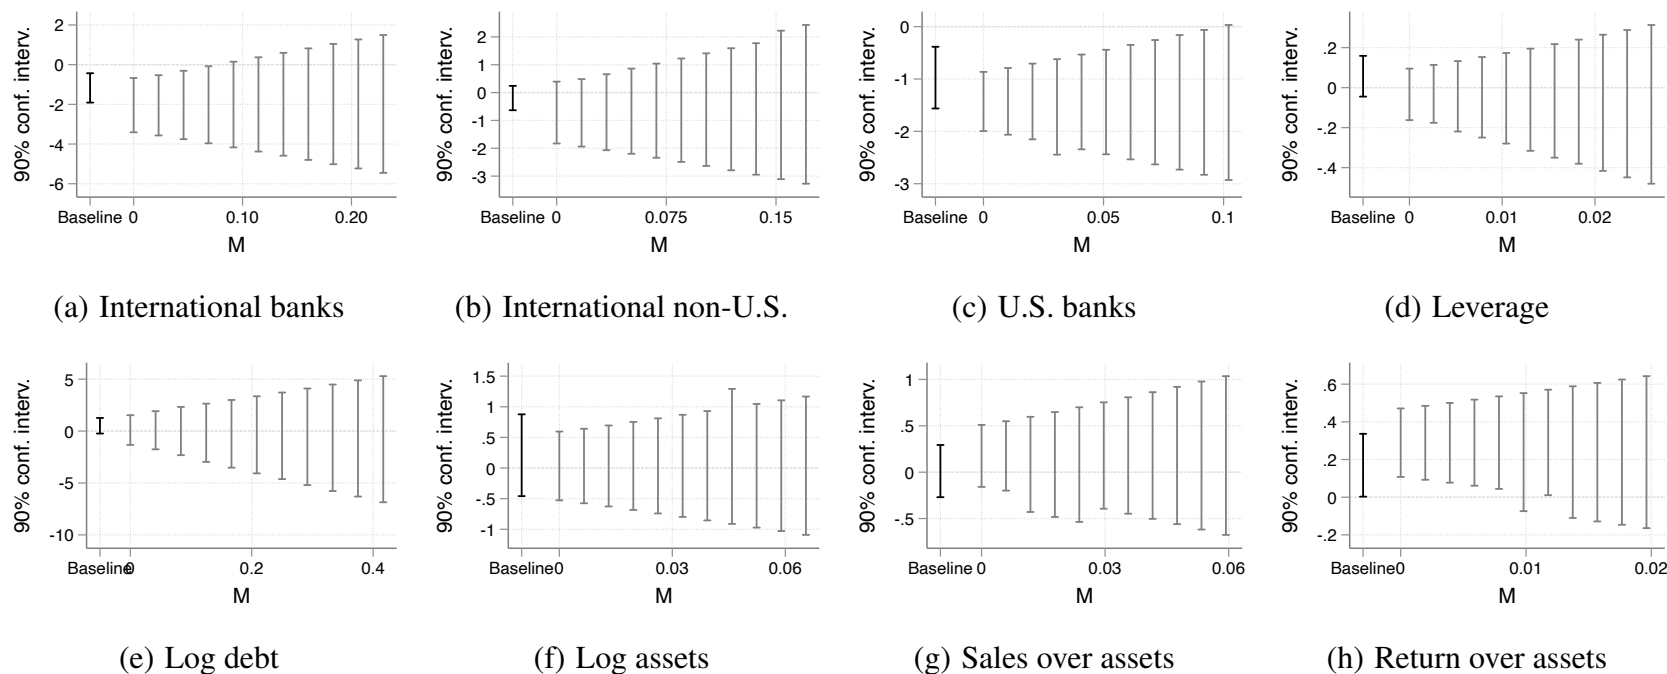 90% conf. interv.
2
0
-2
-4
-6
Baseline 0 0.10 0.20
M
(a) International banks
90% conf. interv.
2
1
0
-1
-2
-3
Baseline 0 0.075 0.15
M
(b) International non-U.S.
90% conf. interv.
0
-1
-2
-3
Baseline 0 0.05 0.1
M
(c) U.S. banks
90% conf. interv.
.2
0
-.2
-.4
Baseline 0 0.01 0.02
M
(d) Leverage
90% conf. interv.
5
0
-5
-10
Baseline 0 0.2 0.4
M
(e) Log debt
90% conf. interv.
1.5
1
.5
0
-.5
-1
Baseline 0 0.03 0.06
M
(f) Log assets
90% conf. interv.
1
.5
0
-.5
Baseline 0 0.03 0.06
M
(g) Sales over assets
90% conf. interv.
.6
.4
.2
0
-.2
Baseline 0 0.01 0.02
M
(h) Return over assets